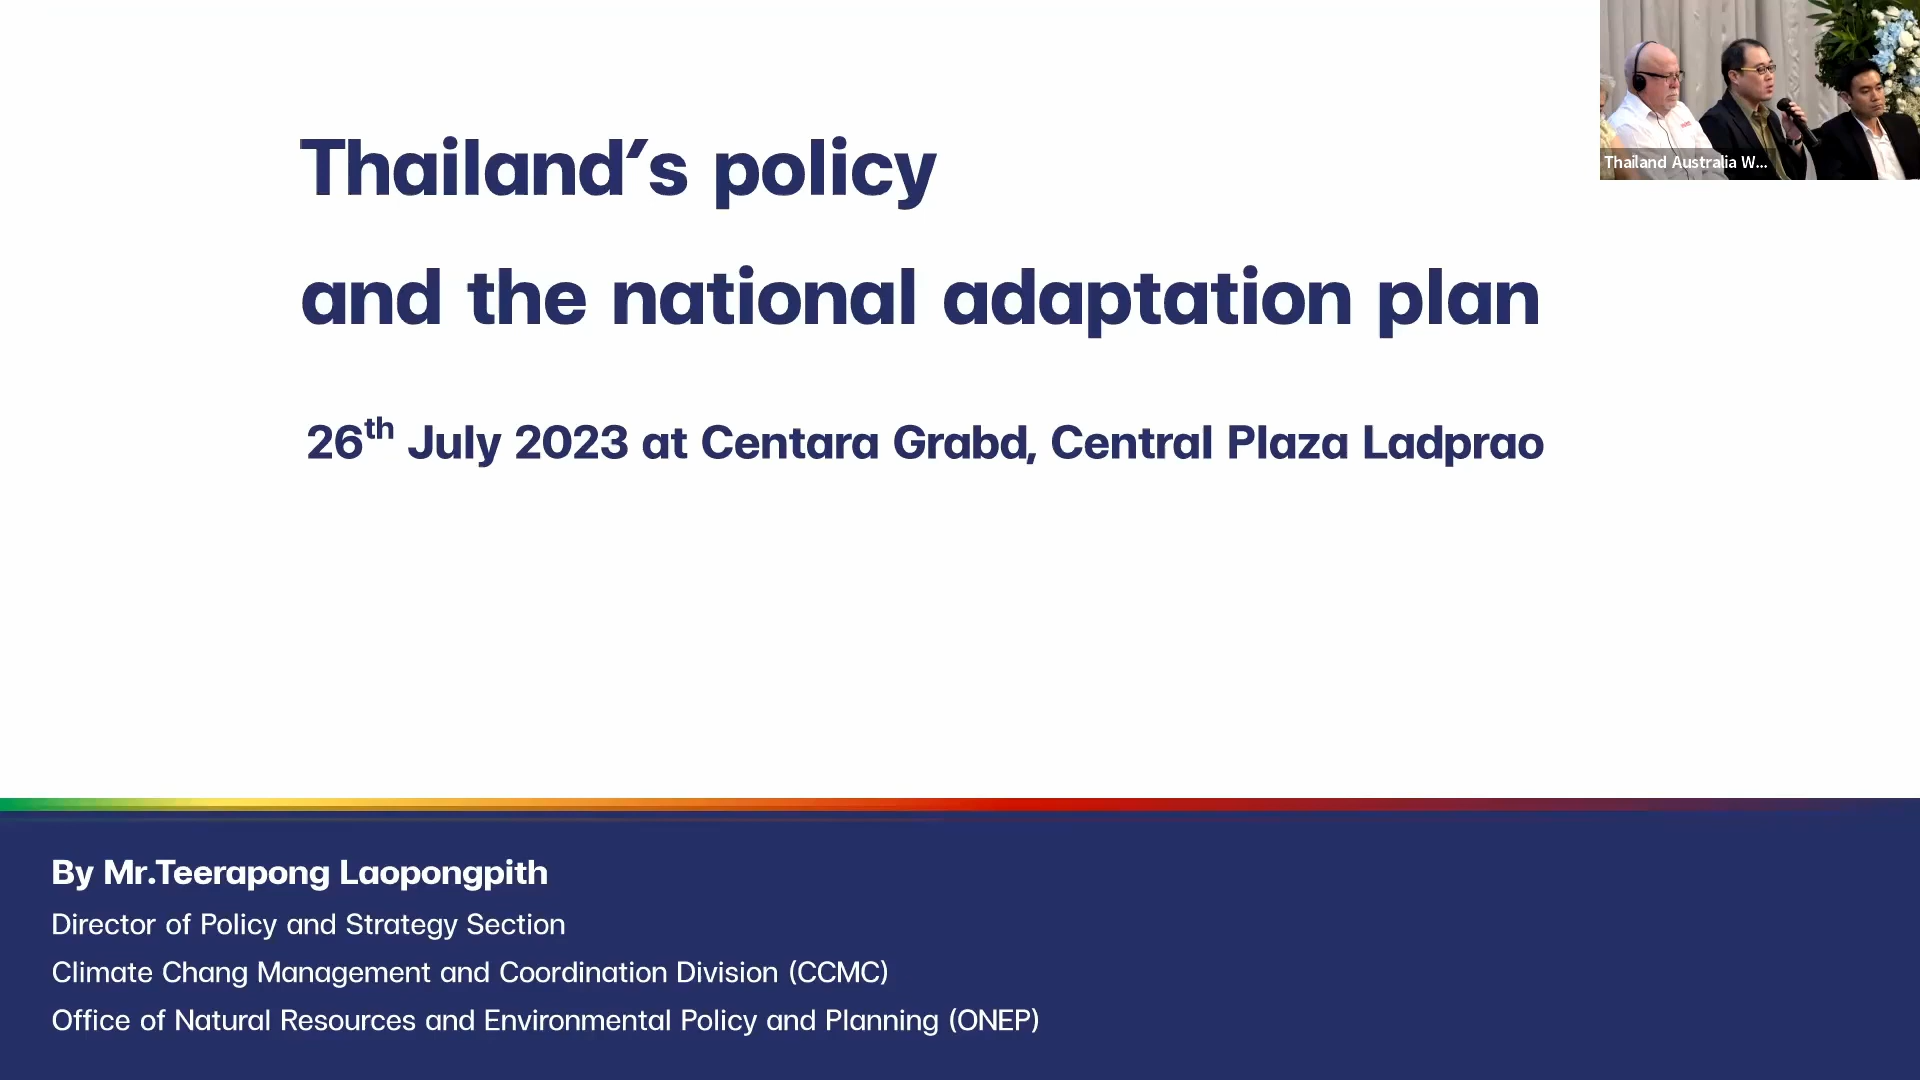 Thailand’s policy
and the national adaptation plan
26th July 2023 at Centara Grabd, Central Plaza Ladprao
Thailand Australia W...
By Mr.Teerapong Laopongpith
Director of Policy and Strategy Section
Climate Chang Management and Coordination Division (CCMC)
Office of Natural Resources and Environmental Policy and Planning (ONEP)